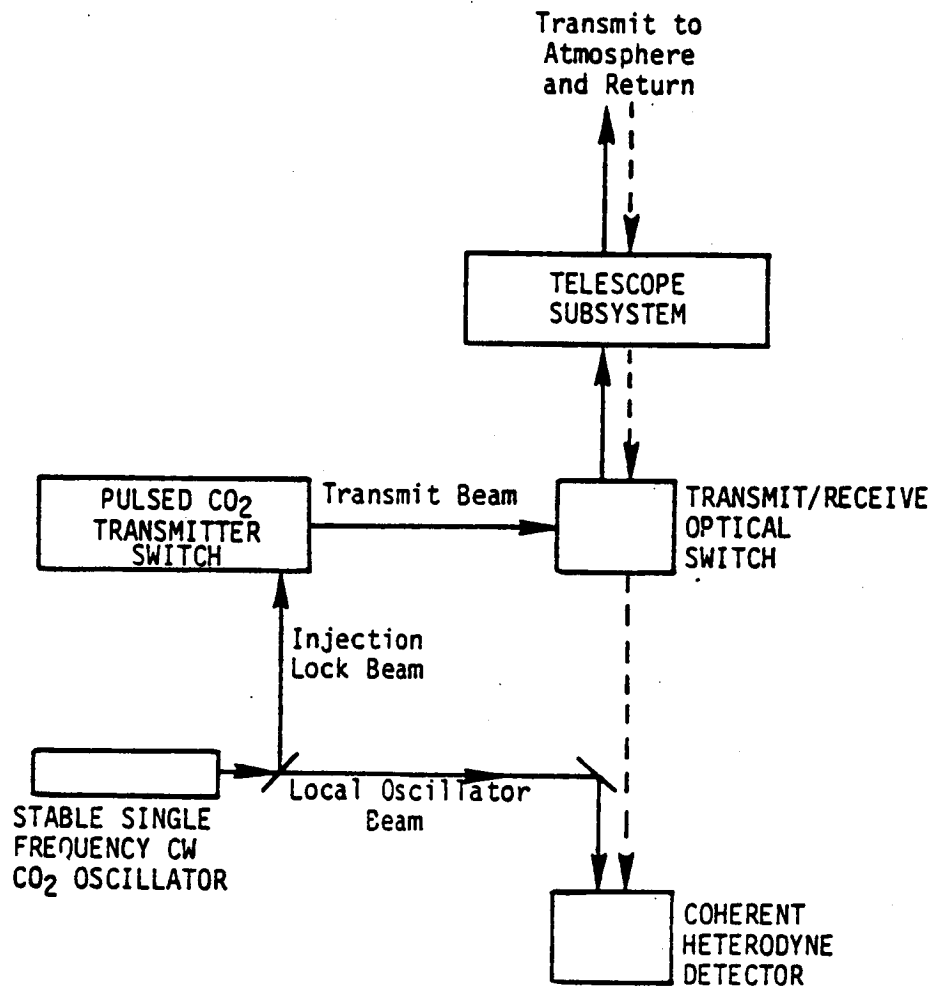 Transmit to
Atmosphere
and Return
TELESCOPE
SUBSYSTEM
PULSED CO2
TRANSMITTER
SWITCH
Transmit Beam
TRANSMIT/RECEIVE
OPTICAL
SWITCH
Injection
Lock Beam
Local Oscillator
Beam
STABLE SINGLE
FREQUENCY CW
CO2 OSCILLATOR
COHERENT
HETERODYNE
DETECTOR